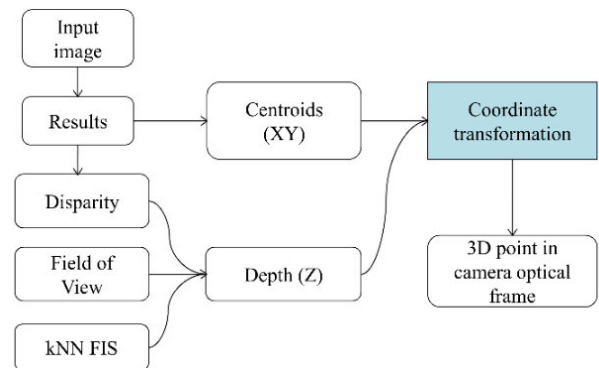 Input
image
Results
Centroids
(XY)
Coordinate
transformation
Disparity
Field of
View
Depth (Z)
3D point in
camera optical
frame
kNN FIS